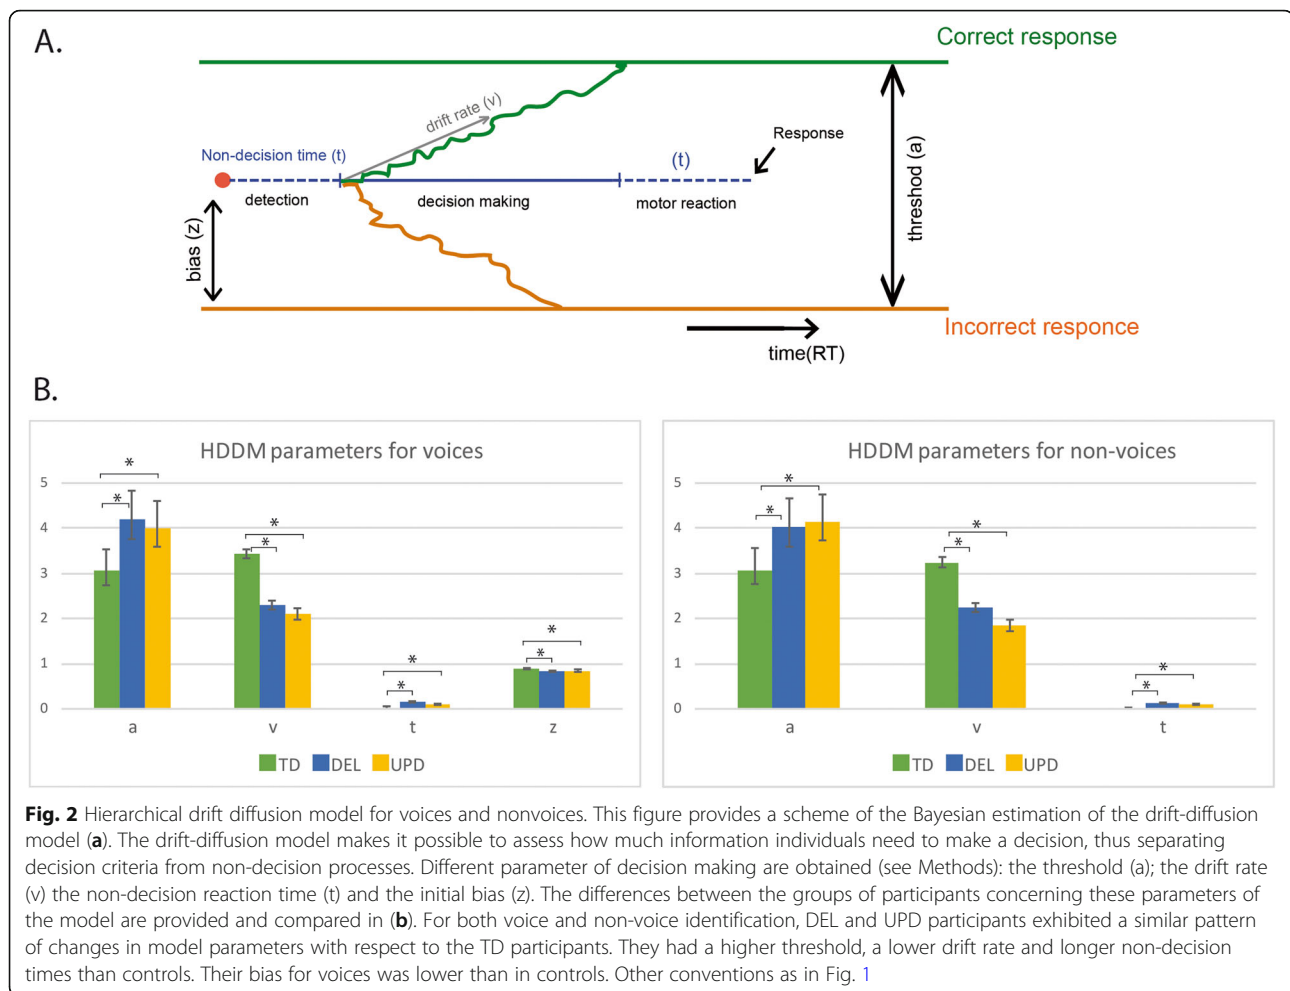 A.
Correct response
drift rate (v)
Non-decision time (t)
(t)
Response
detection
decision making
motor reaction
bias (z)
threshod (a)
Incorrect responce
time(RT)
B.
HDDM parameters for voices
* * * * * * * *
5
4
3
2
1
0
a v t z
TD DEL UPD
HDDM parameters for non-voices
* * * * * *
5
4
3
2
1
0
a v t
TD DEL UPD
Fig. 2 Hierarchical drift diffusion model for voices and nonvoices. This figure provides a scheme of the Bayesian estimation of the drift-diffusion
model (a). The drift-diffusion model makes it possible to assess how much information individuals need to make a decision, thus separating
decision criteria from non-decision processes. Different parameter of decision making are obtained (see Methods): the threshold (a); the drift rate
(v) the non-decision reaction time (t) and the initial bias (z). The differences between the groups of participants concerning these parameters of
the model are provided and compared in (b). For both voice and non-voice identification, DEL and UPD participants exhibited a similar pattern
of changes in model parameters with respect to the TD participants. They had a higher threshold, a lower drift rate and longer non-decision
times than controls. Their bias for voices was lower than in controls. Other conventions as in Fig. 1